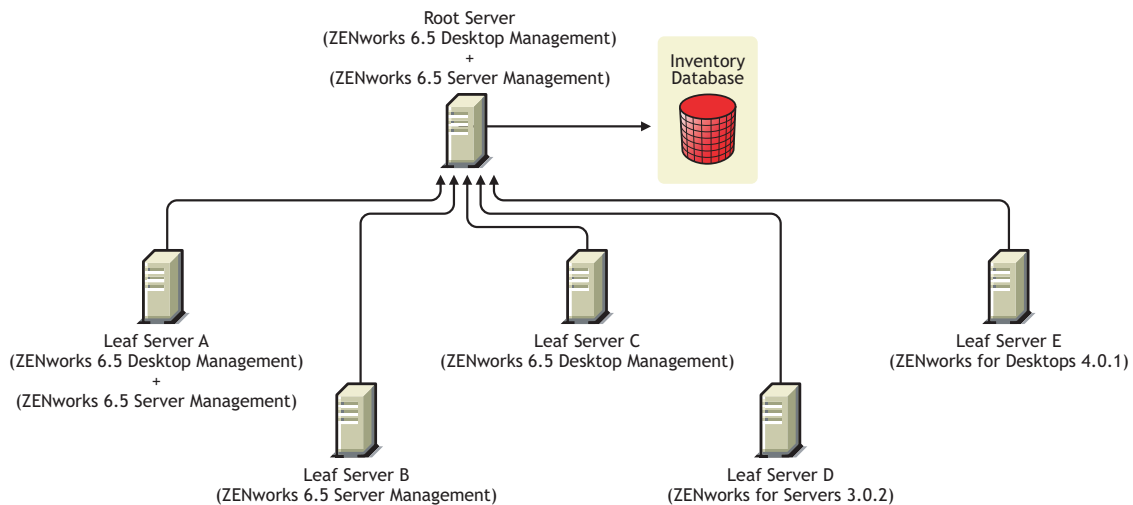 Root Server
(ZENworks 6.5 Desktop Management)
+
(ZENworks 6.5 Server Management)
Inventory
Database
Leaf Server A
(ZENworks 6.5 Desktop Management)
+
(ZENworks 6.5 Server Management)
Leaf Server C
(ZENworks 6.5 Desktop Management)
Leaf Server E
(ZENworks for Desktops 4.0.1)
Leaf Server B
(ZENworks 6.5 Server Management)
Leaf Server D
(ZENworks for Servers 3.0.2)